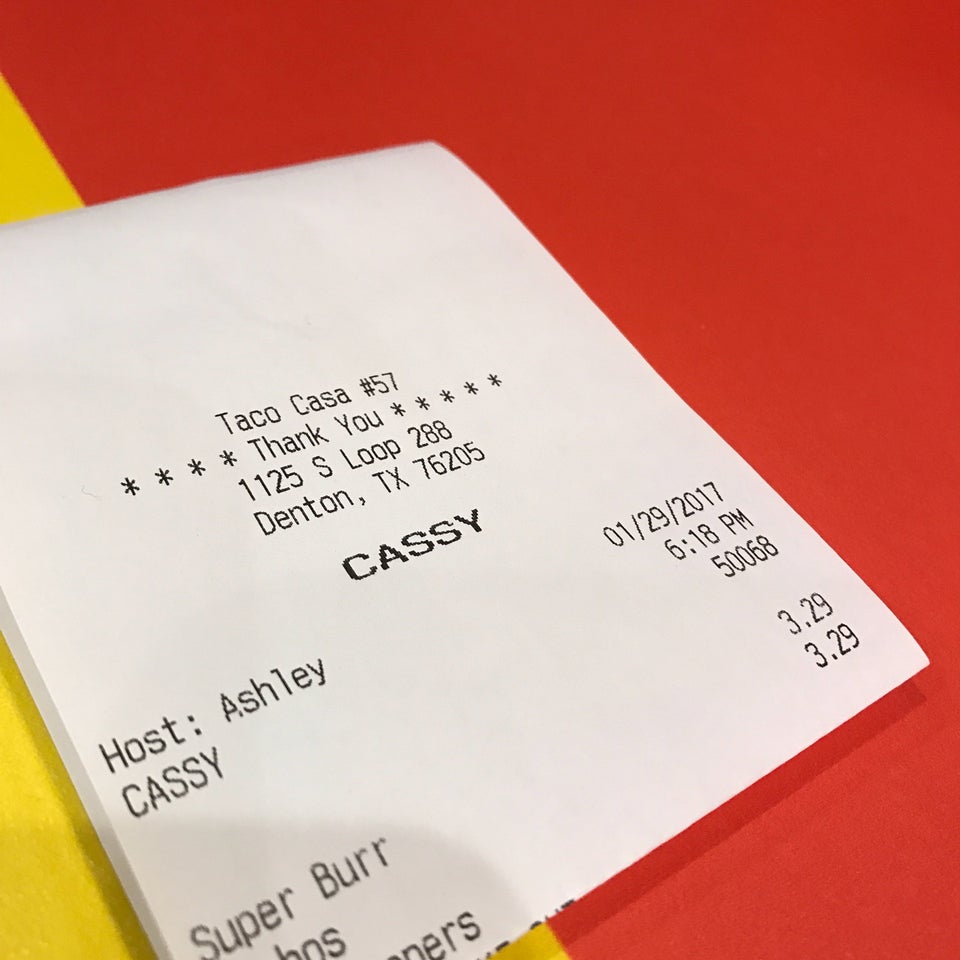 Taco Casa #57
* * * * Thank You * * * * *
1125 S Loop 288
Denton, TX 76205
CASSY
01/29/2017
6:18 PM
50068
Host: Ashley
CASSY
Super Burr 3.29
3.29